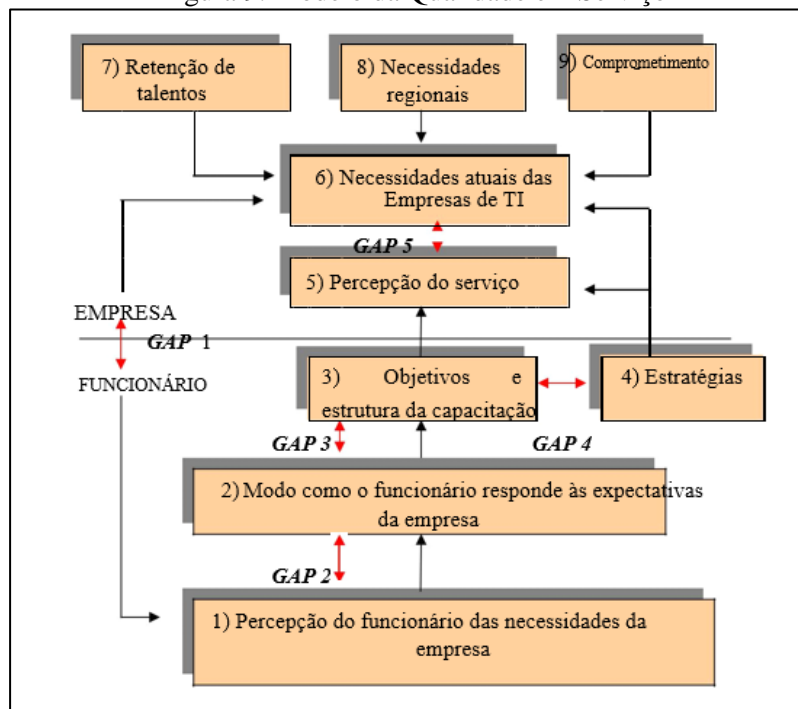 7) Retenção de
talentos
8) Necessidades
regionais
9) Comprometimento
6) Necessidades atuais das
Empresas de TI
GAP 5
5) Percepção do serviço
EMPRESA
GAP 1
FUNCIONÁRIO
3) Objetivos e
estrutura da capacitação
4) Estratégias
GAP 3
GAP 4
2) Modo como o funcionário responde às expectativas
da empresa
GAP 2
1) Percepção do funcionário das necessidades da
empresa